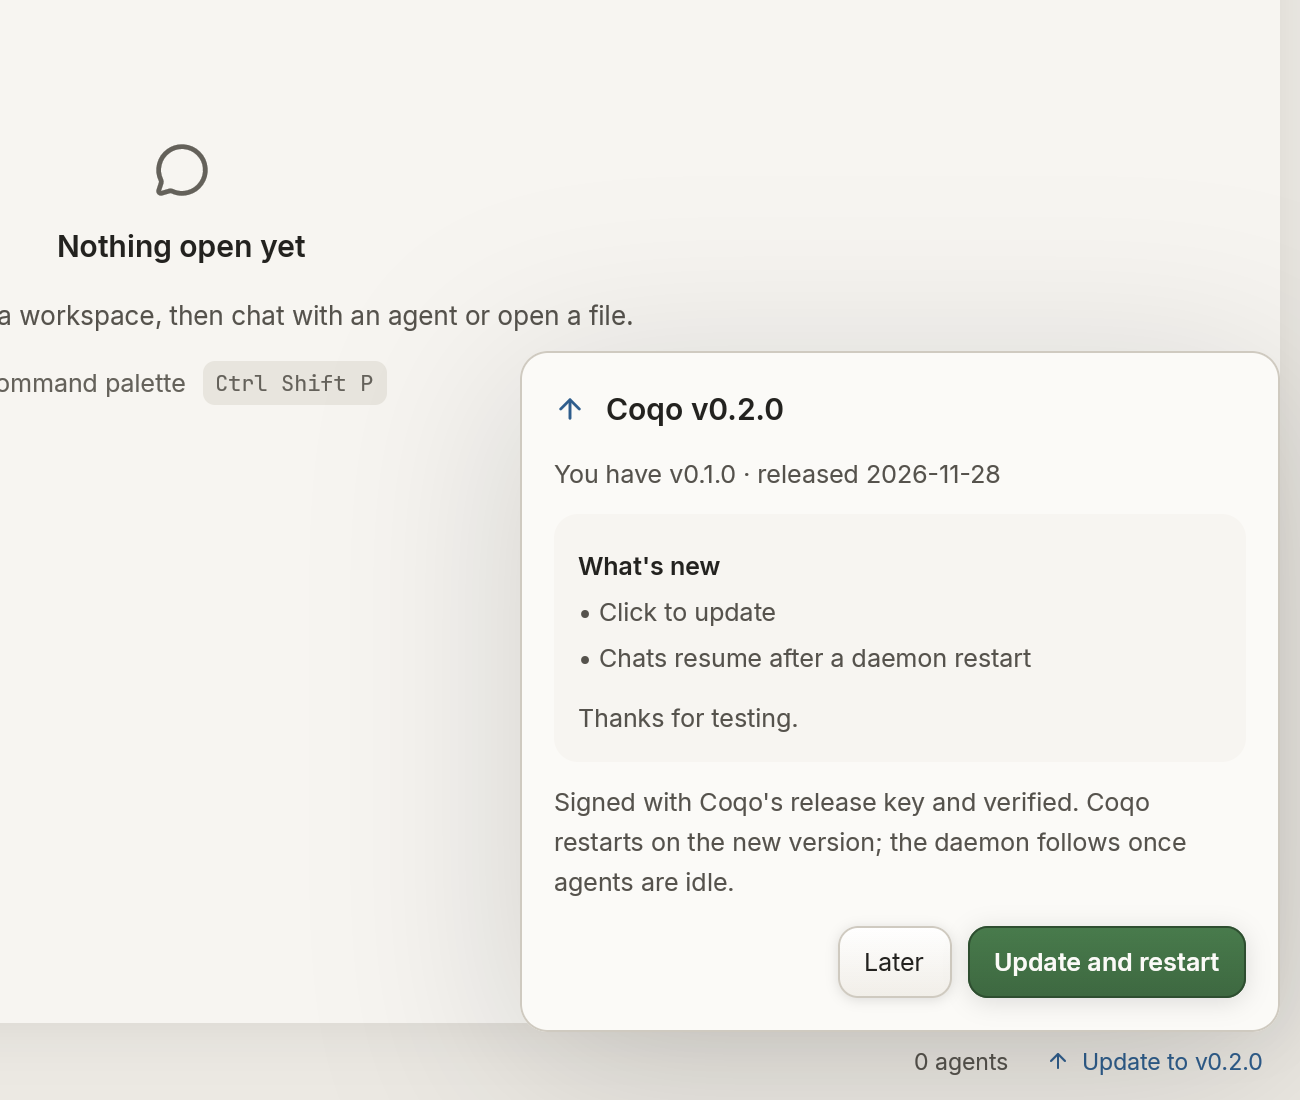 Nothing open yet
a workspace, then chat with an agent or open a file.
ommand palette Ctrl Shift P
Coqo v0.2.0
You have v0.1.0 · released 2026-11-28
What's new
• Click to update
• Chats resume after a daemon restart
Thanks for testing.
Signed with Coqo's release key and verified. Coqo
restarts on the new version; the daemon follows once
agents are idle.
Later Update and restart
0 agents Update to v0.2.0